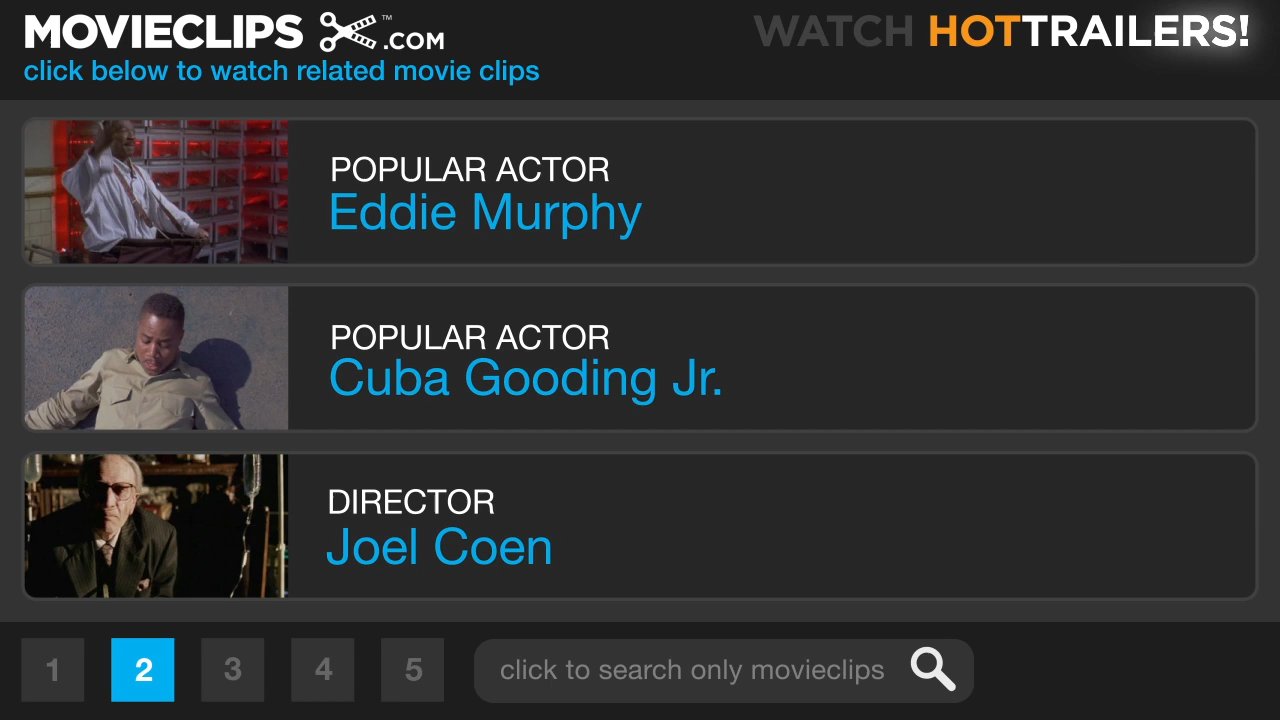 MOVIECLIPS ™ .COM
WATCH HOTTRAILERS!
click below to watch related movie clips
POPULAR ACTOR
Eddie Murphy
POPULAR ACTOR
Cuba Gooding Jr.
DIRECTOR
Joel Coen
1 2 3 4 5 click to search only movieclips